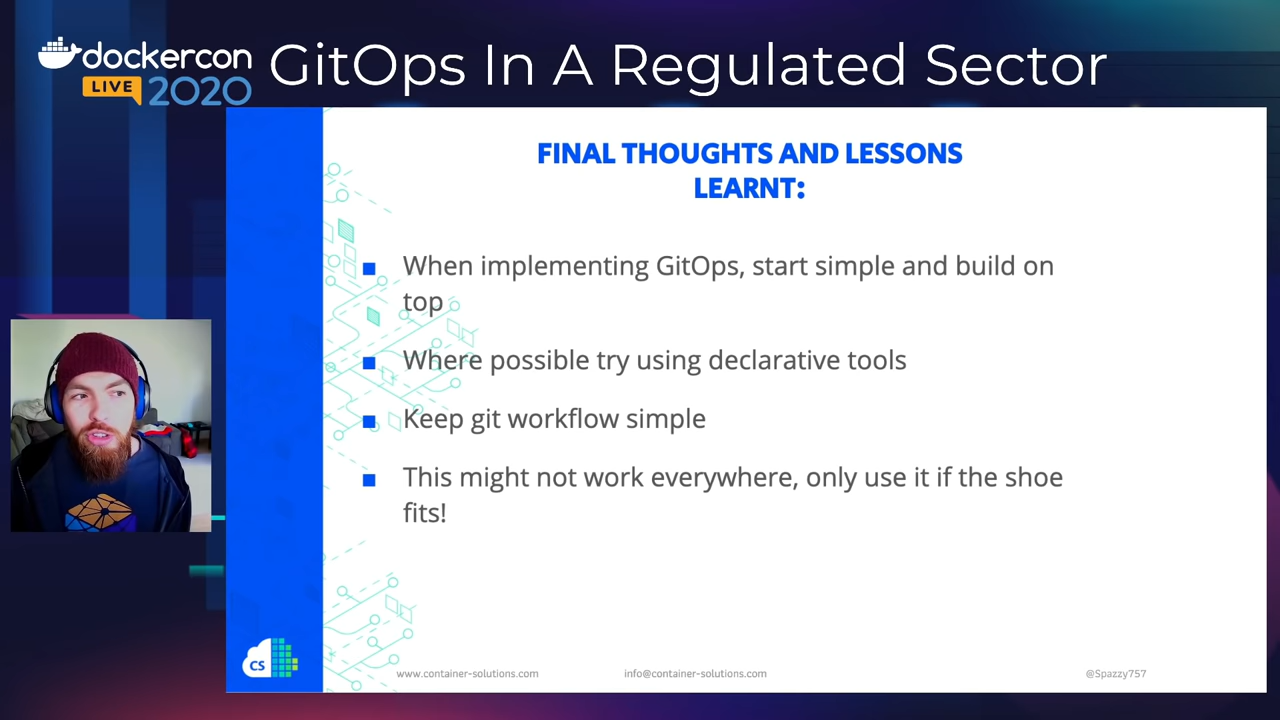 dockercon
LIVE 2020
GitOps In A Regulated Sector
FINAL THOUGHTS AND LESSONS
LEARNT:
When implementing GitOps, start simple and build on
top
Where possible try using declarative tools
Keep git workflow simple
This might not work everywhere, only use it if the shoe
fits!
CS
www.container-solutions.com
info@container-solutions.com
@Spazzy757